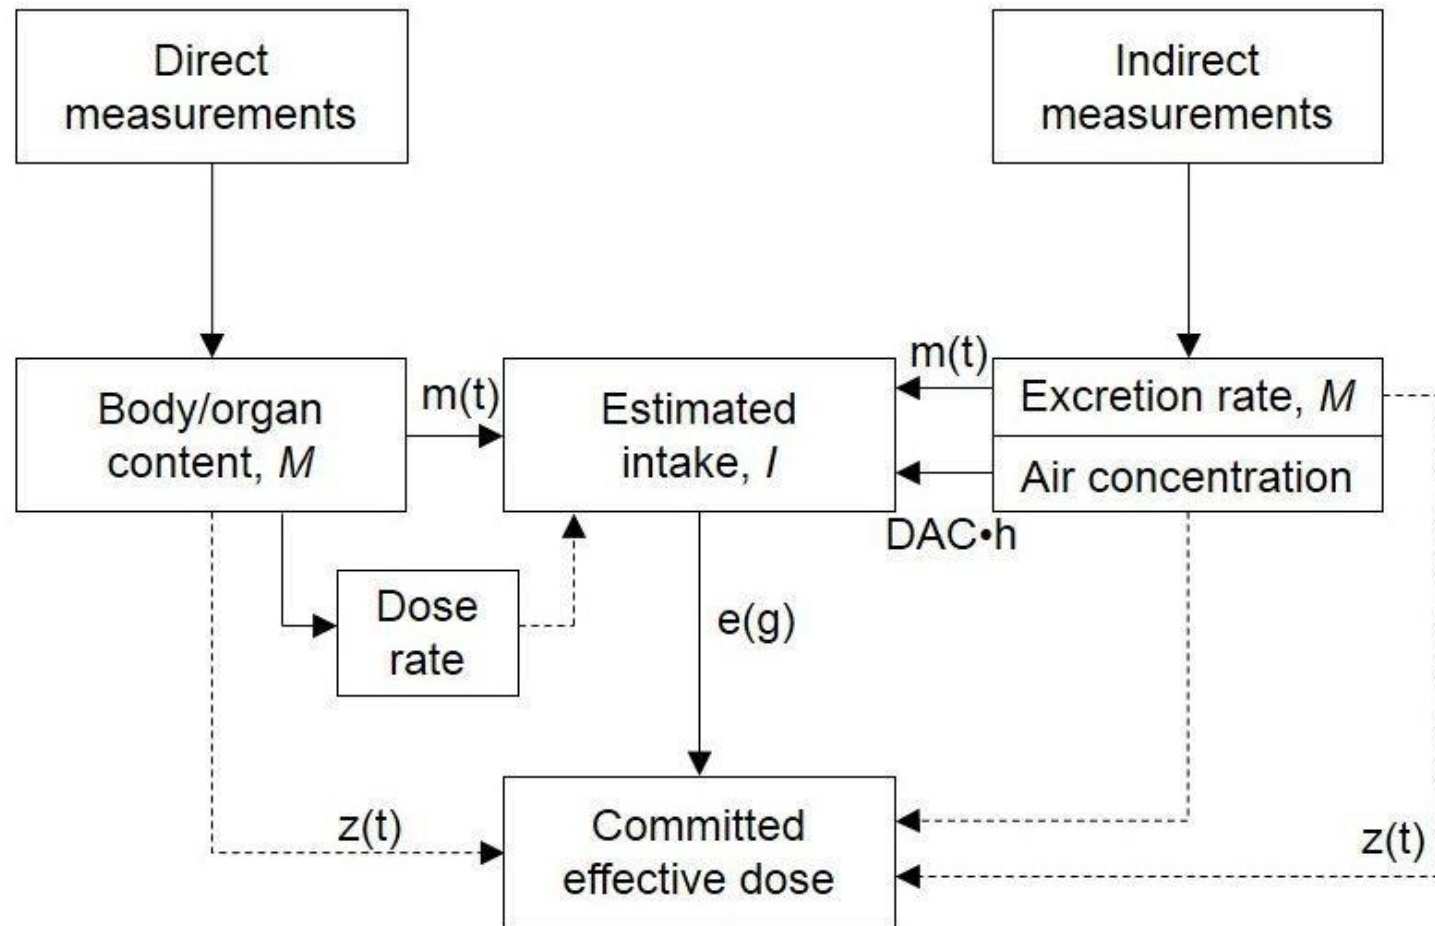 Direct
measurements
Indirect
measurements
Body/organ
content, M
m(t)
Estimated
intake, I
m(t)
Excretion rate, M
Air concentration
DAC•h
Dose
rate
e(g)
z(t)
Committed
effective dose
z(t)